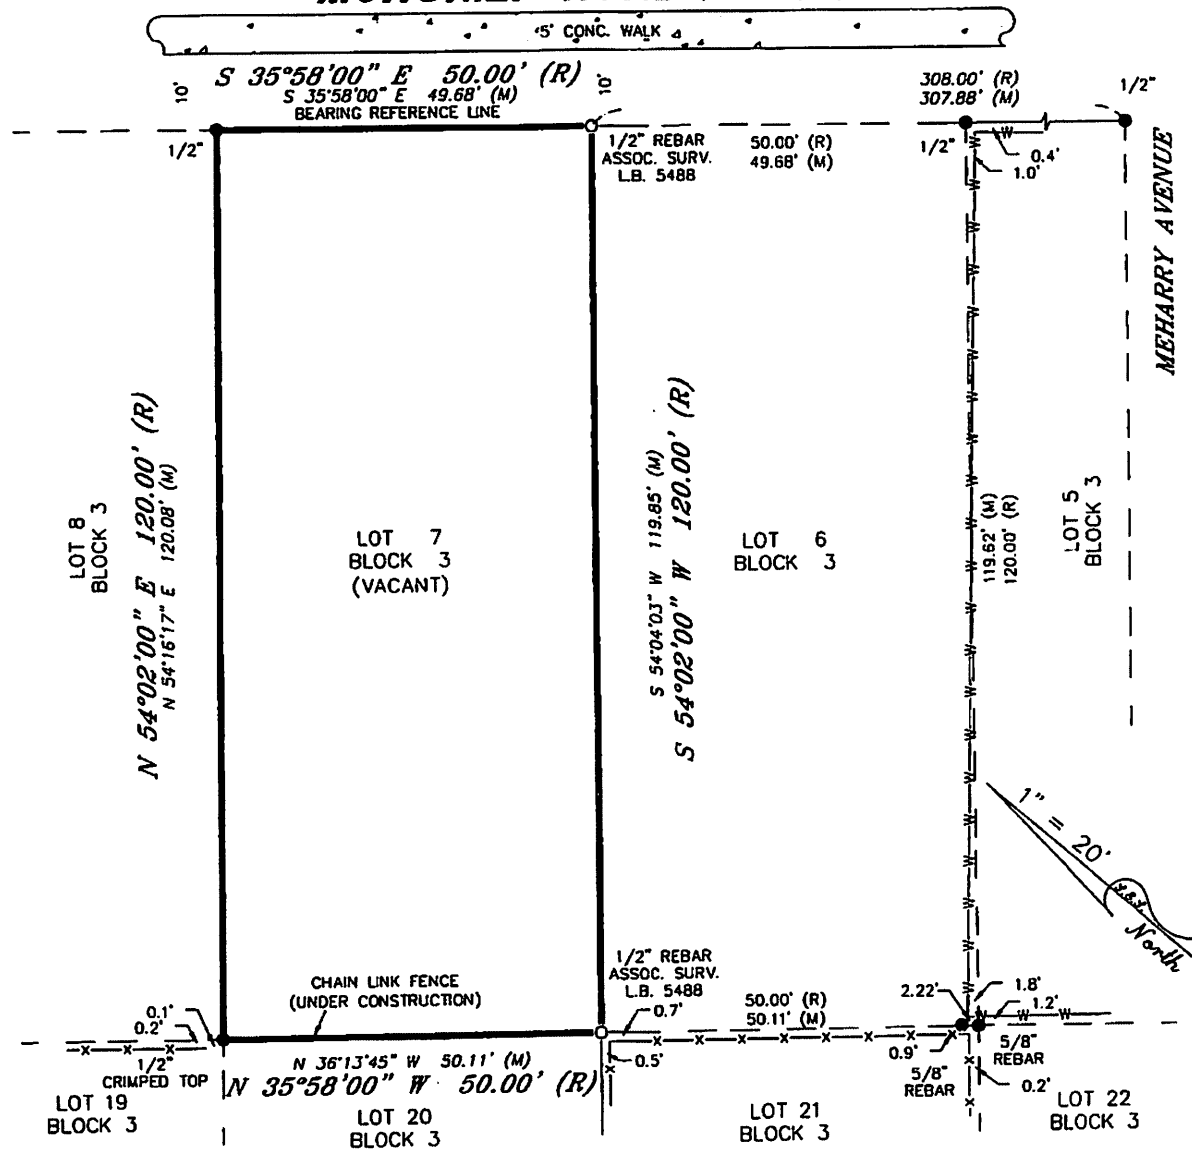 5' CONC. WALK
S 35°58'00" E 50.00' (R)
S 35°58'00" E 49.68' (M)
BEARING REFERENCE LINE
10'
10'
308.00' (R)
307.88' (M)
1/2"
1/2"
1/2" REBAR
ASSOC. SURV.
L.B. 5488
50.00' (R)
49.68' (M)
1/2"
W
0.4'
1.0'
MEHARRY AVENUE
LOT 8
BLOCK 3
N 54°02'00" E 120.00' (R)
N 54°16'17" E 120.08' (M)
LOT 7
BLOCK 3
(VACANT)
S 54°04'03" W 119.85' (M)
S 54°02'00" W 120.00' (R)
LOT 6
BLOCK 3
119.62' (M)
120.00' (R)
LOT 5
BLOCK 3
1" = 20'
North
CHAIN LINK FENCE
(UNDER CONSTRUCTION)
1/2" REBAR
ASSOC. SURV.
L.B. 5488
0.1'
0.2'
0.7'
50.00' (R)
50.11' (M)
2.22'
1.8'
1.2'
W W
1/2"
CRIMPED TOP
N 36°13'45" W 50.11' (M)
N 35°58'00" W 50.00' (R)
0.5'
0.9'
5/8"
REBAR
5/8"
REBAR
0.2'
LOT 19
BLOCK 3
LOT 20
BLOCK 3
LOT 21
BLOCK 3
LOT 22
BLOCK 3